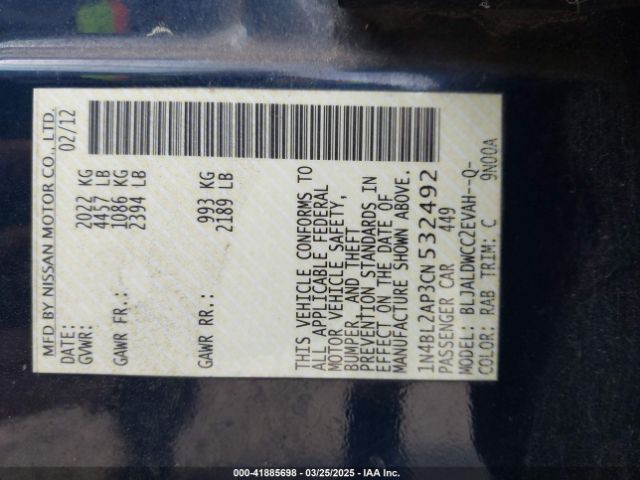 MFD BY NISSAN MOTOR CO., LTD.
DATE: 02/12
GVWR: 2022 KG
4457 LB
GAWR FR.: 1086 KG
2394 LB
GAWR RR.: 993 KG
2189 LB
THIS VEHICLE CONFORMS TO
ALL APPLICABLE FEDERAL
MOTOR VEHICLE SAFETY,
BUMPER, AND THEFT
PREVENTION STANDARDS IN
EFFECT ON THE DATE OF
MANUFACTURE SHOWN ABOVE.
1N4BL2AP3CN532492
PASSENGER CAR 449
MODEL: BLJALDWCC2EVAH--Q-
COLOR: RAB TRIM: C 9N00A
000-41885698 - 03/25/2025 - IAA Inc.